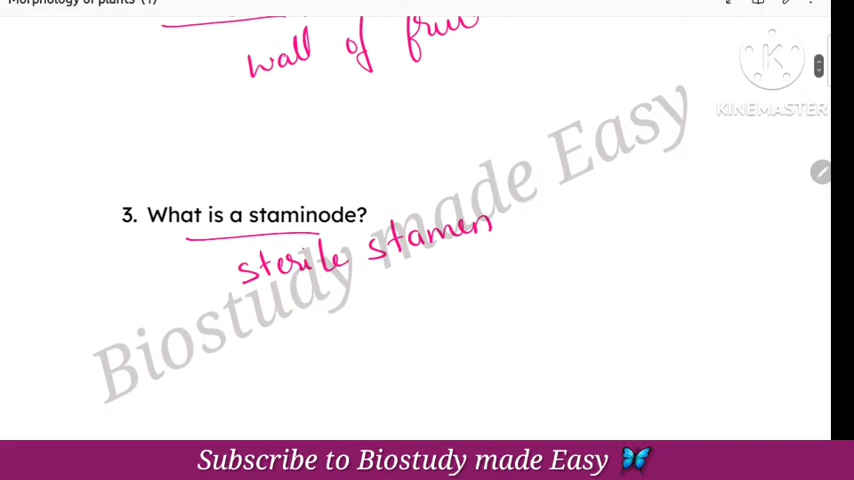 Morphology of plants (1)
wall of fruit
KINEMASTER
3. What is a staminode?
sterile stamen
Biostudy made Easy
Subscribe to Biostudy made Easy 🦋